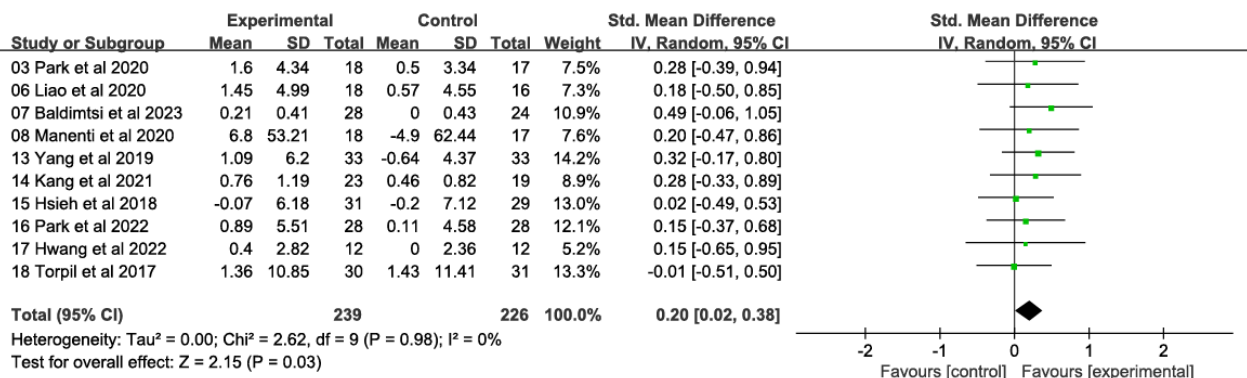 Experimental Control Std. Mean Difference Std. Mean Difference
Study or Subgroup Mean SD Total Mean SD Total Weight IV, Random, 95% CI IV, Random, 95% CI
03 Park et al 2020 1.6 4.34 18 0.5 3.34 17 7.5% 0.28 [-0.39, 0.94]
06 Liao et al 2020 1.45 4.99 18 0.57 4.55 16 7.3% 0.18 [-0.50, 0.85]
07 Baldimtsi et al 2023 0.21 0.41 28 0 0.43 24 10.9% 0.49 [-0.06, 1.05]
08 Manenti et al 2020 6.8 53.21 18 -4.9 62.44 17 7.6% 0.20 [-0.47, 0.86]
13 Yang et al 2019 1.09 6.2 33 -0.64 4.37 33 14.2% 0.32 [-0.17, 0.80]
14 Kang et al 2021 0.76 1.19 23 0.46 0.82 19 8.9% 0.28 [-0.33, 0.89]
15 Hsieh et al 2018 -0.07 6.18 31 -0.2 7.12 29 13.0% 0.02 [-0.49, 0.53]
16 Park et al 2022 0.89 5.51 28 0.11 4.58 28 12.1% 0.15 [-0.37, 0.68]
17 Hwang et al 2022 0.4 2.82 12 0 2.36 12 5.2% 0.15 [-0.65, 0.95]
18 Torpil et al 2017 1.36 10.85 30 1.43 11.41 31 13.3% -0.01 [-0.51, 0.50]
Total (95% CI) 239 226 100.0% 0.20 [0.02, 0.38]
Heterogeneity: Tau² = 0.00; Chi² = 2.62, df = 9 (P = 0.98); I² = 0%
Test for overall effect: Z = 2.15 (P = 0.03)
-2 -1 0 1 2
Favours [control] Favours [experimental]